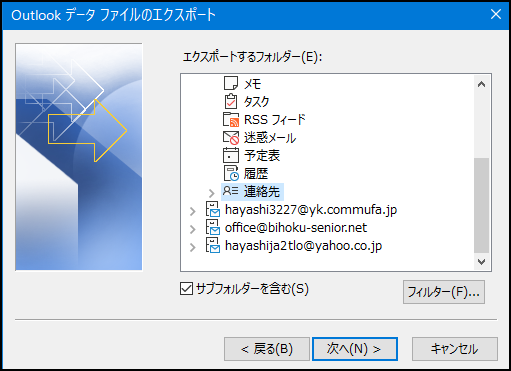 Outlook データ ファイルのエクスポート
エクスポートするフォルダー(E):
メモ
タスク
RSS フィード
迷惑メール
予定表
履歴
連絡先
hayashi3227@yk.commufa.jp
office@bihoku-senior.net
hayashija2tlo@yahoo.co.jp
サブフォルダーを含む(S)
フィルター(F)...
< 戻る(B)
次へ(N) >
キャンセル